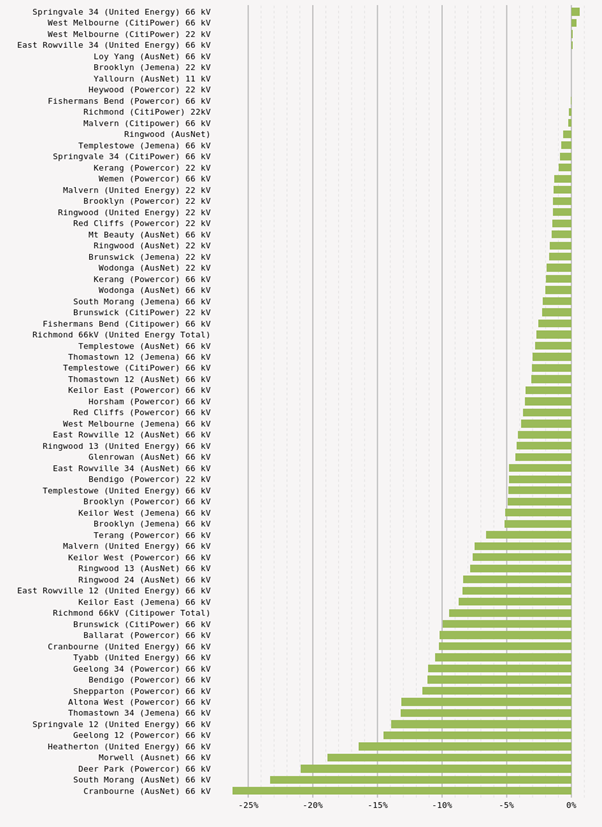 Springvale 34 (United Energy) 66 kV
West Melbourne (CitiPower) 66 kV
West Melbourne (CitiPower) 22 kV
East Rowville 34 (United Energy) 66 kV
Loy Yang (AusNet) 66 kV
Brooklyn (Jemena) 22 kV
Yallourn (AusNet) 11 kV
Heywood (Powercor) 22 kV
Fishermans Bend (Powercor) 66 kV
Richmond (CitiPower) 22kV
Malvern (Citipower) 66 kV
Ringwood (AusNet)
Templestowe (Jemena) 66 kV
Springvale 34 (CitiPower) 66 kV
Kerang (Powercor) 22 kV
Wemen (Powercor) 66 kV
Malvern (United Energy) 22 kV
Brooklyn (Powercor) 22 kV
Ringwood (United Energy) 22 kV
Red Cliffs (Powercor) 22 kV
Mt Beauty (AusNet) 66 kV
Ringwood (AusNet) 22 kV
Brunswick (Jemena) 22 kV
Wodonga (AusNet) 22 kV
Kerang (Powercor) 66 kV
Wodonga (AusNet) 66 kV
South Morang (Jemena) 66 kV
Brunswick (CitiPower) 22 kV
Fishermans Bend (Citipower) 66 kV
Richmond 66kV (United Energy Total)
Templestowe (AusNet) 66 kV
Thomastown 12 (Jemena) 66 kV
Templestowe (CitiPower) 66 kV
Thomastown 12 (AusNet) 66 kV
Keilor East (Powercor) 66 kV
Horsham (Powercor) 66 kV
Red Cliffs (Powercor) 66 kV
West Melbourne (Jemena) 66 kV
East Rowville 12 (AusNet) 66 kV
Ringwood 13 (United Energy) 66 kV
Glenrowan (AusNet) 66 kV
East Rowville 34 (AusNet) 66 kV
Bendigo (Powercor) 22 kV
Templestowe (United Energy) 66 kV
Brooklyn (Powercor) 66 kV
Keilor West (Jemena) 66 kV
Brooklyn (Jemena) 66 kV
Terang (Powercor) 66 kV
Malvern (United Energy) 66 kV
Keilor West (Powercor) 66 kV
Ringwood 13 (AusNet) 66 kV
Ringwood 24 (AusNet) 66 kV
East Rowville 12 (United Energy) 66 kV
Keilor East (Jemena) 66 kV
Richmond 66kV (Citipower Total)
Brunswick (CitiPower) 66 kV
Ballarat (Powercor) 66 kV
Cranbourne (United Energy) 66 kV
Tyabb (United Energy) 66 kV
Geelong 34 (Powercor) 66 kV
Bendigo (Powercor) 66 kV
Shepparton (Powercor) 66 kV
Altona West (Powercor) 66 kV
Thomastown 34 (Jemena) 66 kV
Springvale 12 (United Energy) 66 kV
Geelong 12 (Powercor) 66 kV
Heatherton (United Energy) 66 kV
Morwell (Ausnet) 66 kV
Deer Park (Powercor) 66 kV
South Morang (AusNet) 66 kV
Cranbourne (AusNet) 66 kV
-25% -20% -15% -10% -5% 0%